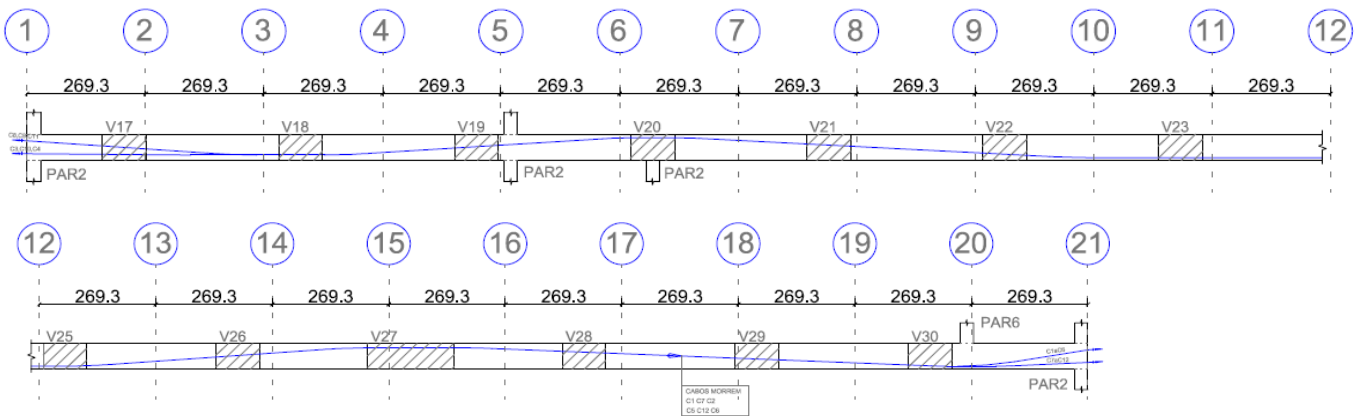 1 2 3 4 5 6 7 8 9 10 11 12
269.3 269.3 269.3 269.3 269.3 269.3 269.3 269.3 269.3 269.3 269.3
V17 V18 V19 V20 V21 V22 V23
C3,C10,C4
PAR2 PAR2 PAR2
12 13 14 15 16 17 18 19 20 21
269.3 269.3 269.3 269.3 269.3 269.3 269.3 269.3 269.3
PAR6
V25 V26 V27 V28 V29 V30
PAR2
CABOS MORREM
C1 C7 C2
C5 C12 C6